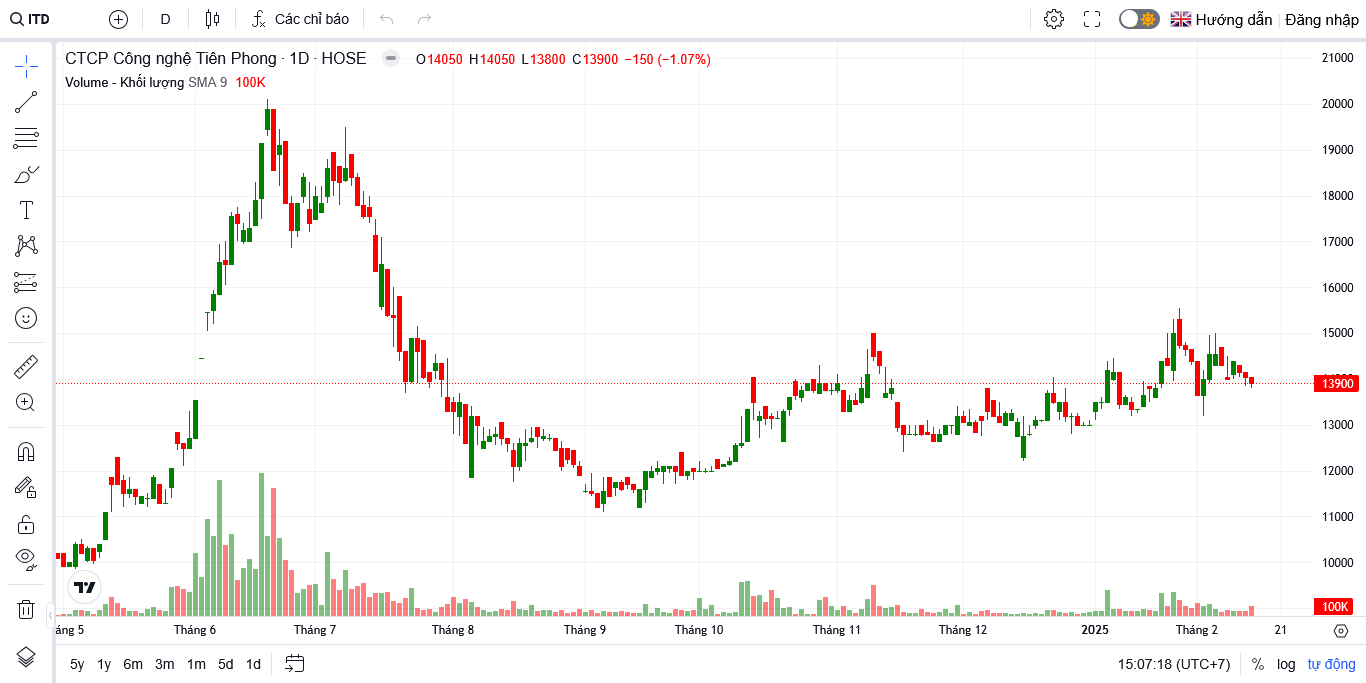 ITD D Các chỉ báo Hướng dẫn Đăng nhập
CTCP Công nghệ Tiên Phong · 1D · HOSE O14050 H14050 L13800 C13900 −150 (−1.07%)
Volume - Khối lượng SMA 9 100K
21000
20000
19000
18000
17000
16000
15000
13900
13000
12000
11000
10000
100K
áng 5 Tháng 6 Tháng 7 Tháng 8 Tháng 9 Tháng 10 Tháng 11 Tháng 12 2025 Tháng 2 21
5y 1y 6m 3m 1m 5d 1d 15:07:18 (UTC+7) % log tự động